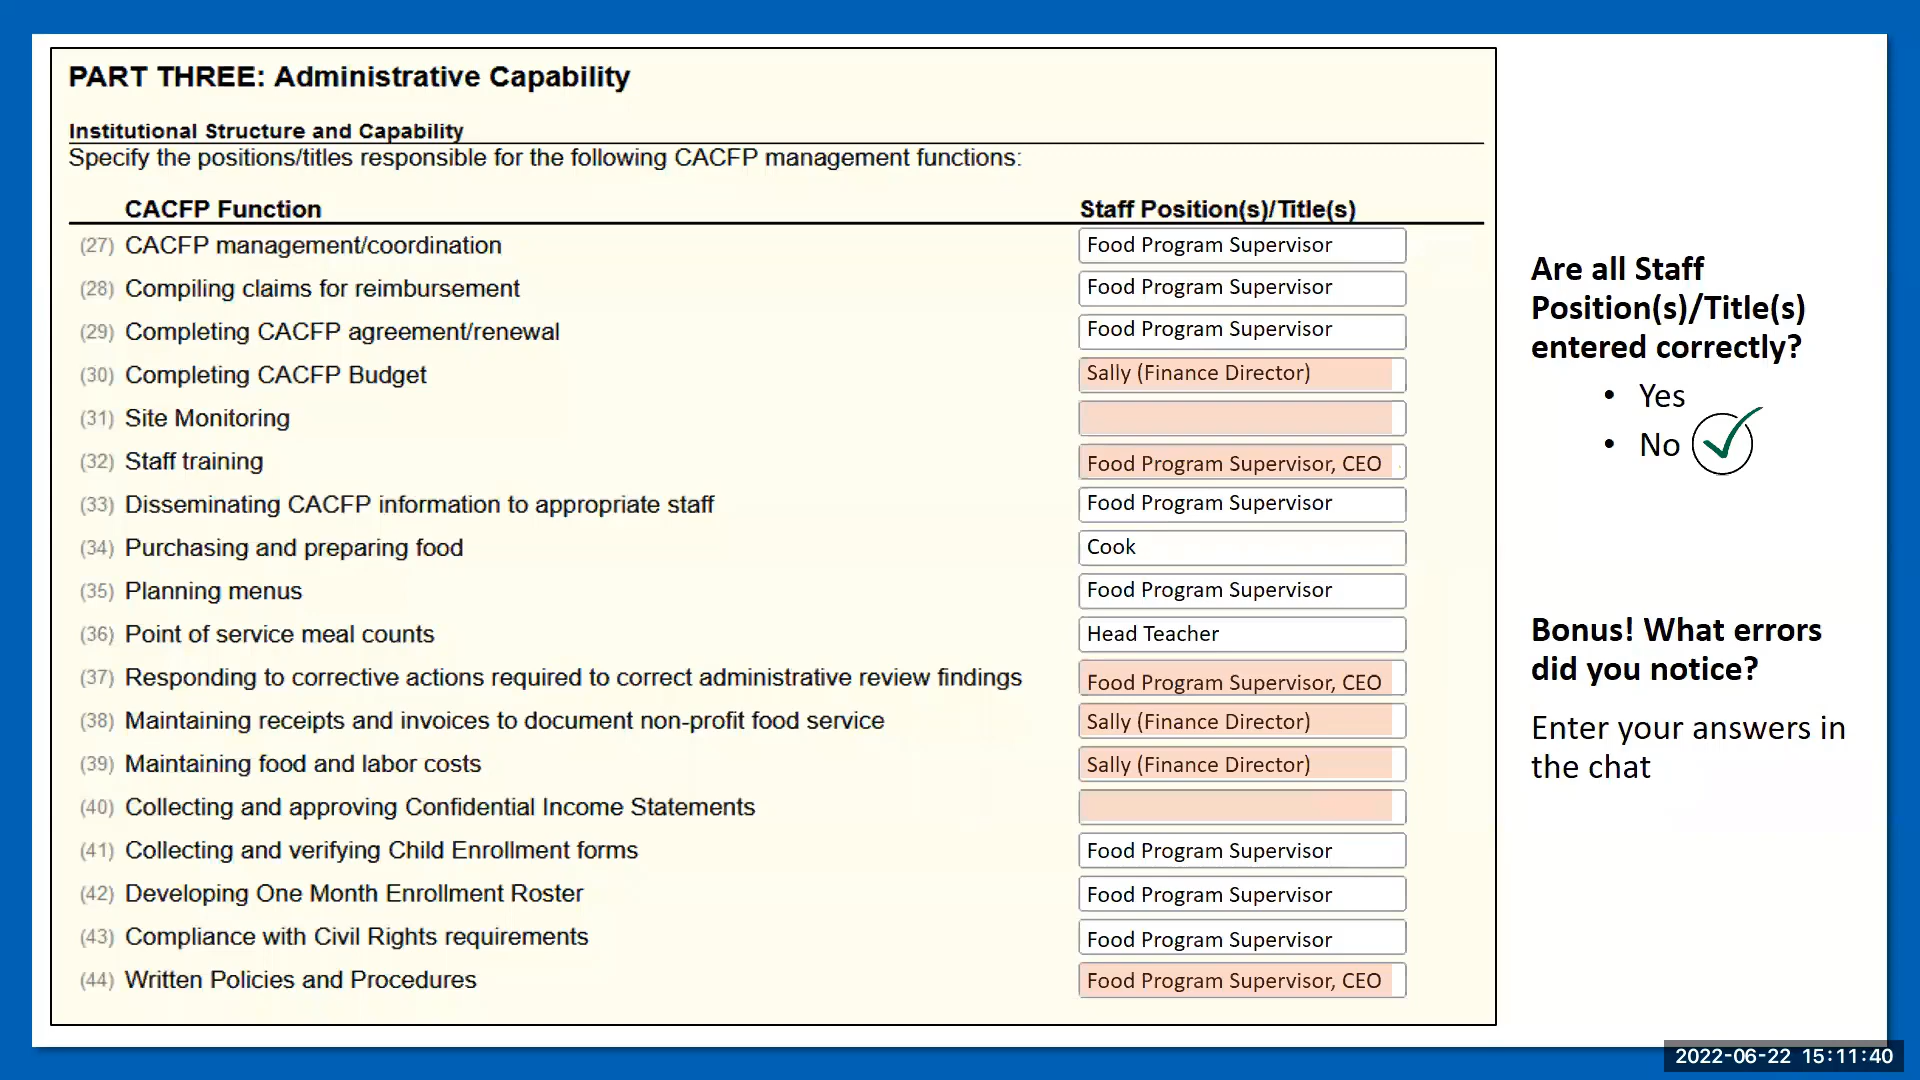 PART THREE: Administrative Capability
Institutional Structure and Capability
Specify the positions/titles responsible for the following CACFP management functions:
CACFP Function Staff Position(s)/Title(s)
(27) CACFP management/coordination Food Program Supervisor
(28) Compiling claims for reimbursement Food Program Supervisor
(29) Completing CACFP agreement/renewal Food Program Supervisor
(30) Completing CACFP Budget Sally (Finance Director)
(31) Site Monitoring
(32) Staff training Food Program Supervisor, CEO
(33) Disseminating CACFP information to appropriate staff Food Program Supervisor
(34) Purchasing and preparing food Cook
(35) Planning menus Food Program Supervisor
(36) Point of service meal counts Head Teacher
(37) Responding to corrective actions required to correct administrative review findings Food Program Supervisor, CEO
(38) Maintaining receipts and invoices to document non-profit food service Sally (Finance Director)
(39) Maintaining food and labor costs Sally (Finance Director)
(40) Collecting and approving Confidential Income Statements
(41) Collecting and verifying Child Enrollment forms Food Program Supervisor
(42) Developing One Month Enrollment Roster Food Program Supervisor
(43) Compliance with Civil Rights requirements Food Program Supervisor
(44) Written Policies and Procedures Food Program Supervisor, CEO
Are all Staff
Position(s)/Title(s)
entered correctly?
• Yes
• No
Bonus! What errors
did you notice?
Enter your answers in
the chat
2022-06-22 15:11:40